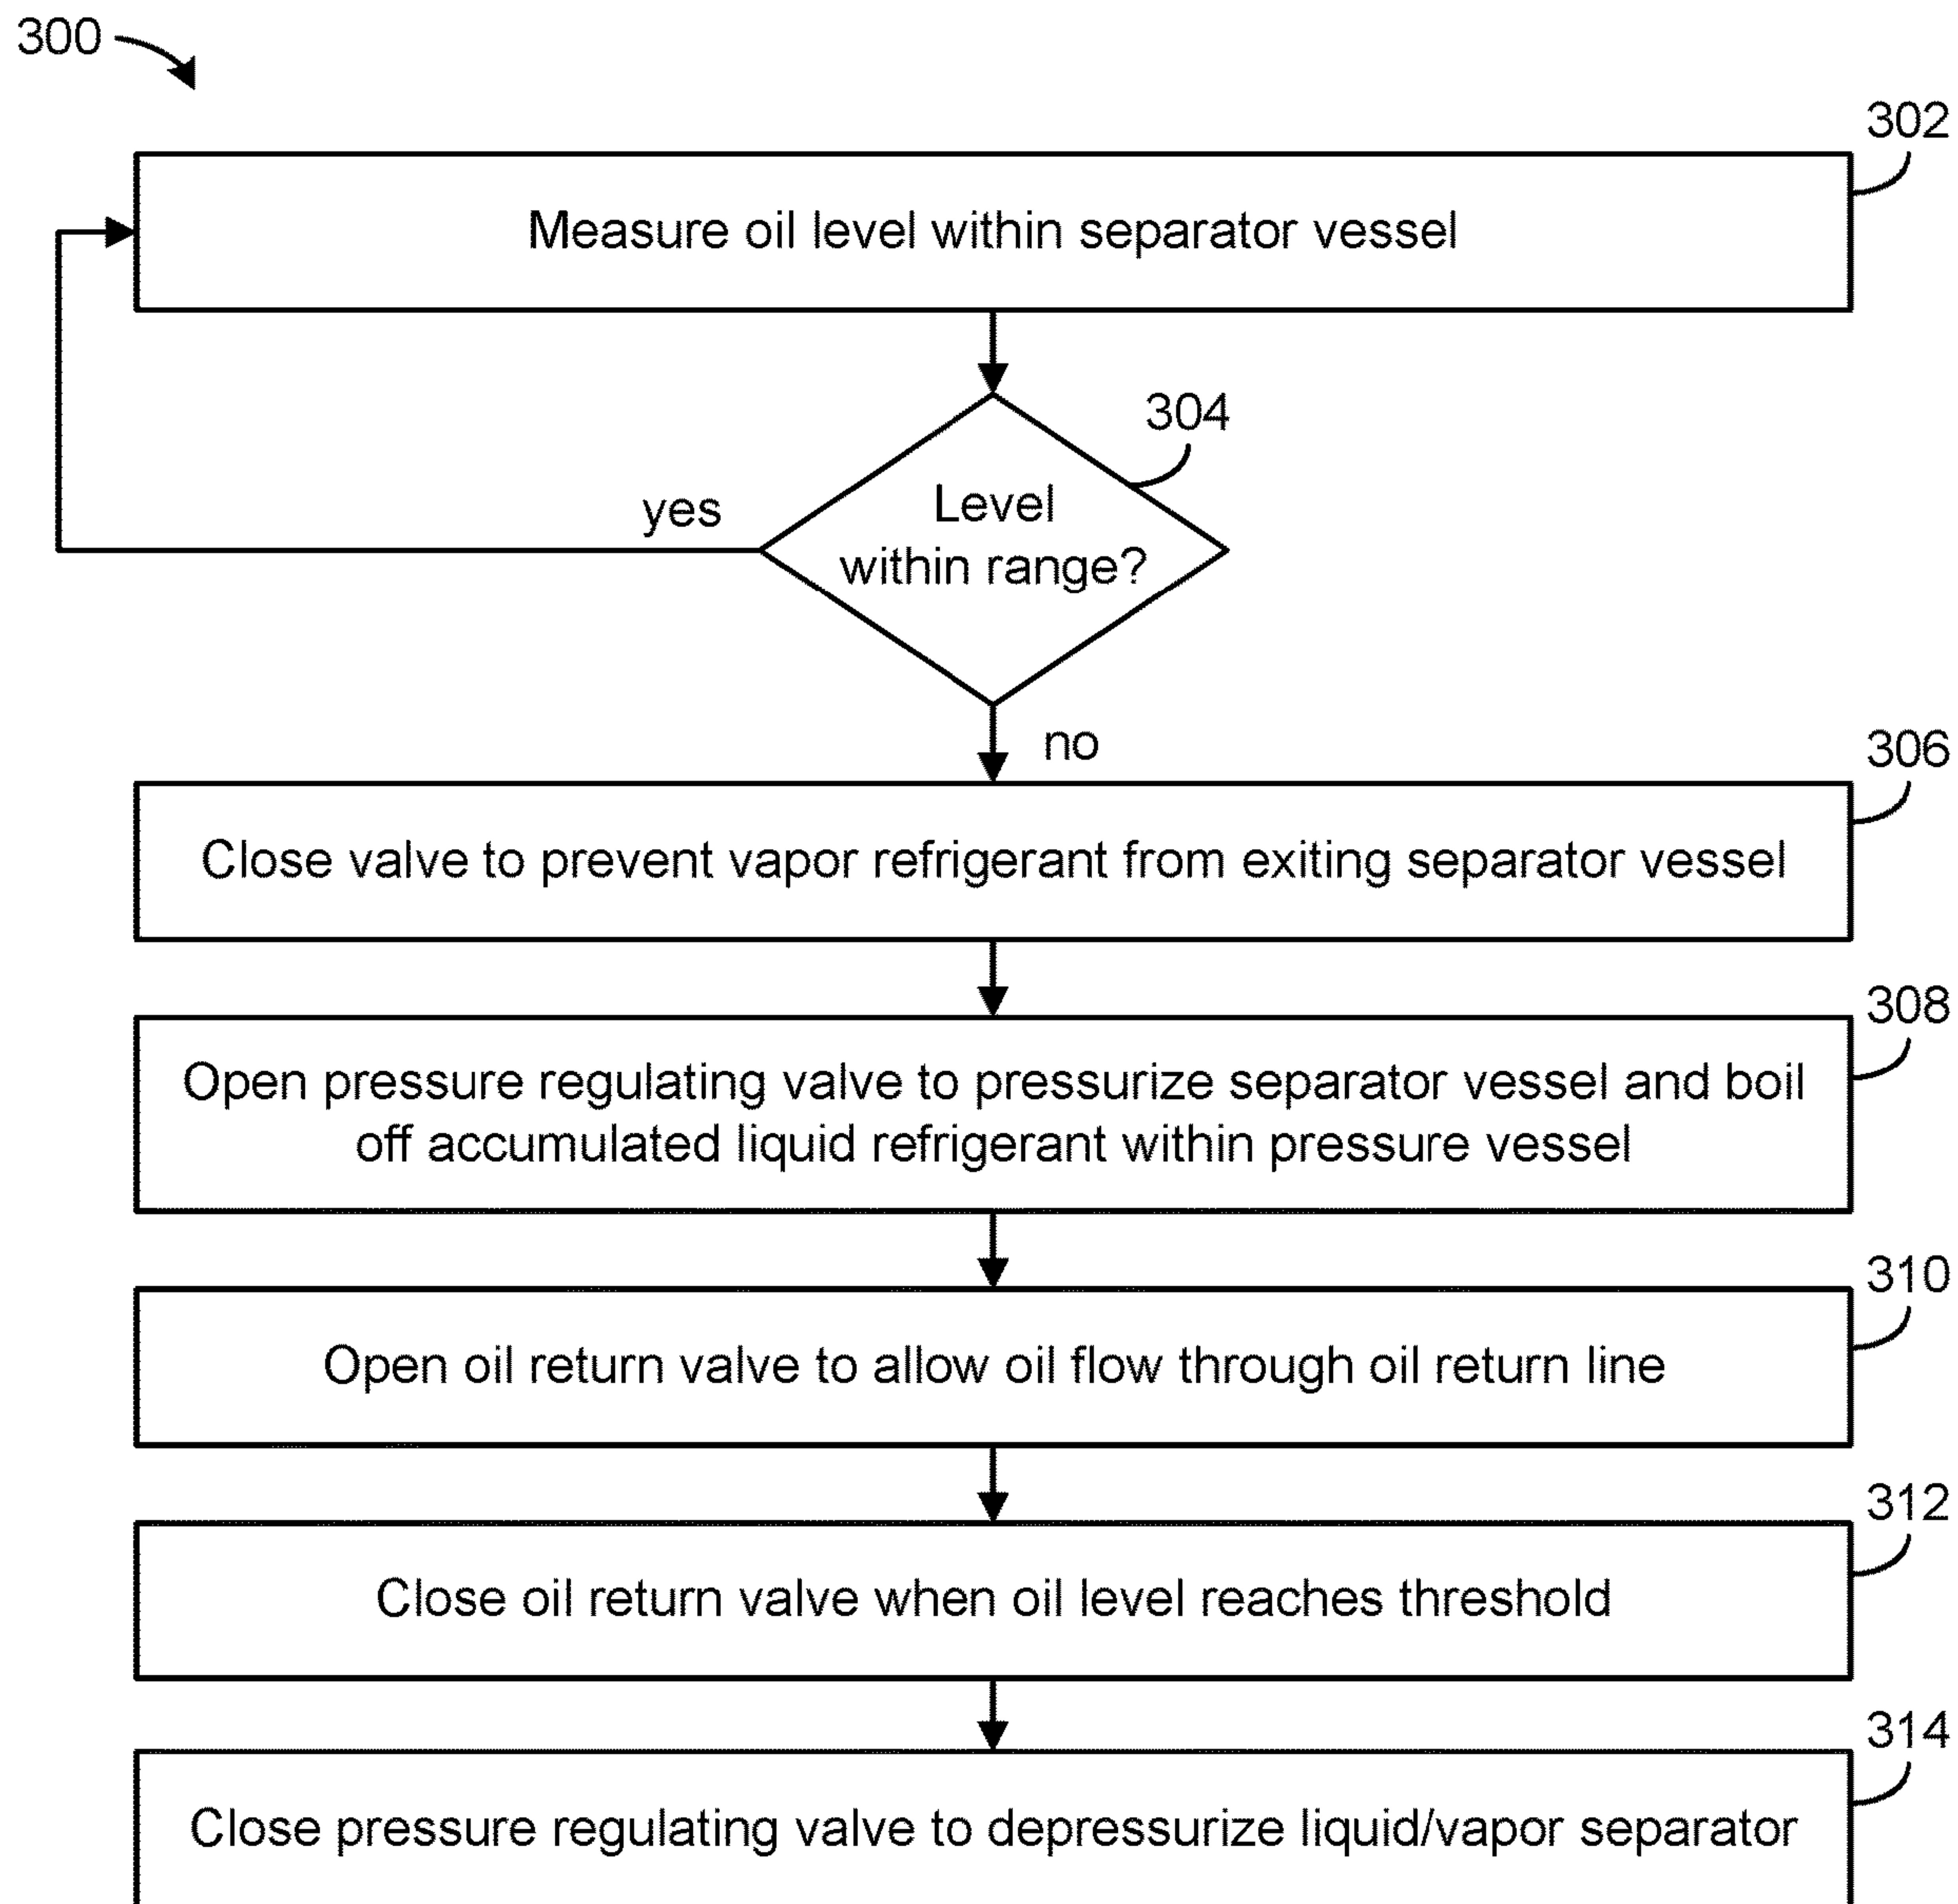 300
302
Measure oil level within separator vessel
304
Level
within range?
yes
no
306
Close valve to prevent vapor refrigerant from exiting separator vessel
308
Open pressure regulating valve to pressurize separator vessel and boil
off accumulated liquid refrigerant within pressure vessel
310
Open oil return valve to allow oil flow through oil return line
312
Close oil return valve when oil level reaches threshold
314
Close pressure regulating valve to depressurize liquid/vapor separator